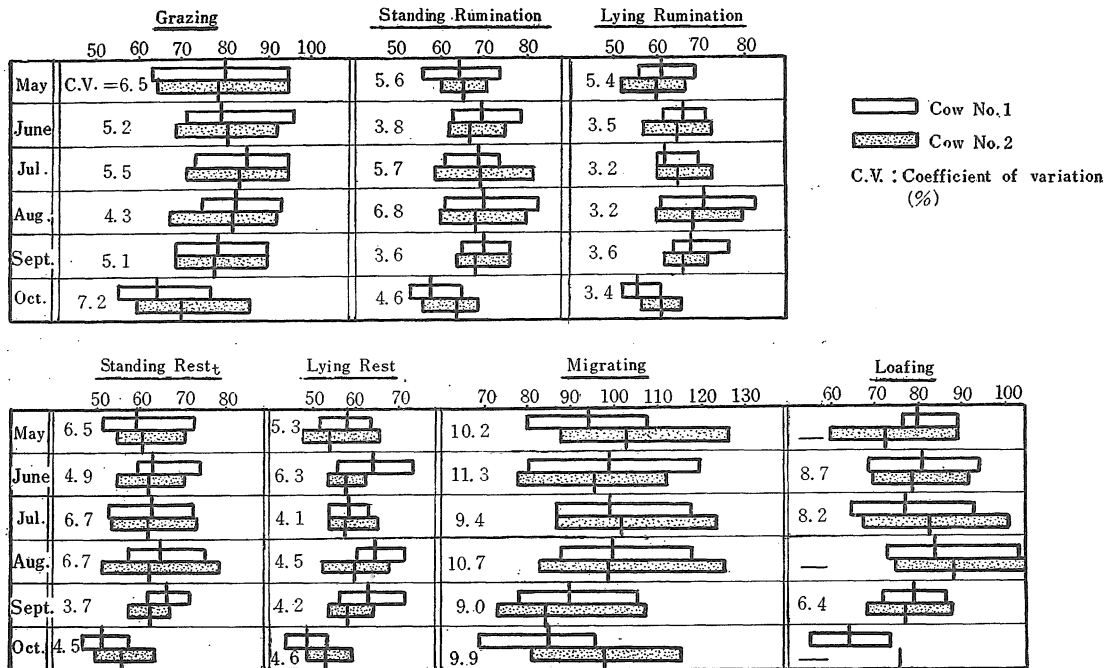 Grazing Standing Rumination Lying Rumination
50 60 70 80 90 100 50 60 70 80 50 60 70 80
May C.V. =6.5 5.6 5.4
June 5.2 3.8 3.5
Jul. 5.5 5.7 3.2
Aug. 4.3 6.8 3.2
Sept. 5.1 3.6 3.6
Oct. 7.2 4.6 3.4
Cow No.1
Cow No.2
C.V. : Coefficient of variation
(%)
Standing Rest t Lying Rest Migrating Loafing
50 60 70 80 50 60 70 70 80 90 100 110 120 130 60 70 80 90 100
May 6.5 5.3 10.2 —
June 4.9 6.3 11.3 8.7
Jul. 6.7 4.1 9.4 8.2
Aug. 6.7 4.5 10.7 —
Sept. 3.7 4.2 9.0 6.4
Oct. 4.5 4.6 9.9 —